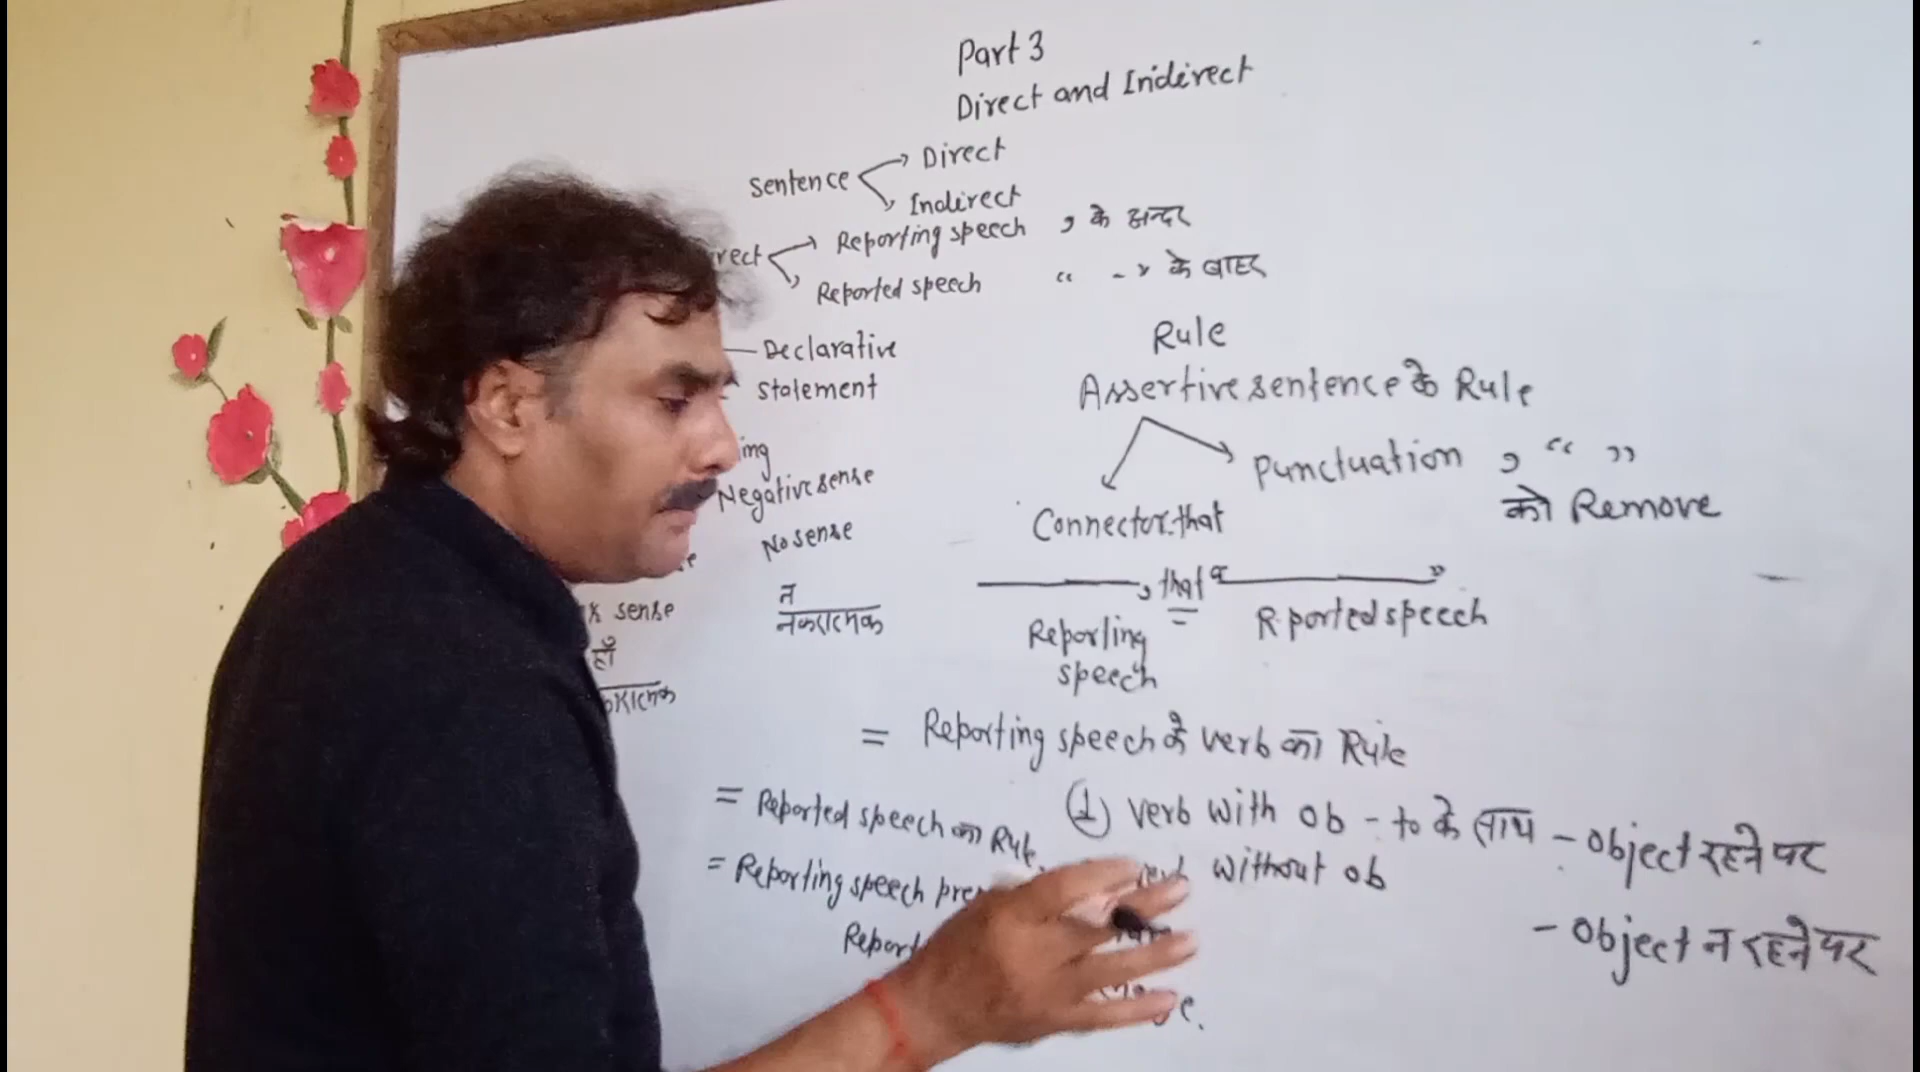 Part 3
Direct and Indirect
Sentence Direct
Indirect
rect Reporting speech , के अन्दर
Reported speech “ - ” के बाहर
Declarative
statement
Rule
Assertive sentence के Rule
Punctuation , “ ”
को Remove
Connector that
ing
Negative sense
No sense
न
नकारात्मक
sense
हाँ
, that “ ”
Reporting
speech
Rported speech
= Reporting speech के verb का Rule
= Reported speech का Rule
① verb with ob - to के साथ - object रहने पर
= Reporting speech pre
without ob
- object न रहने पर
Report